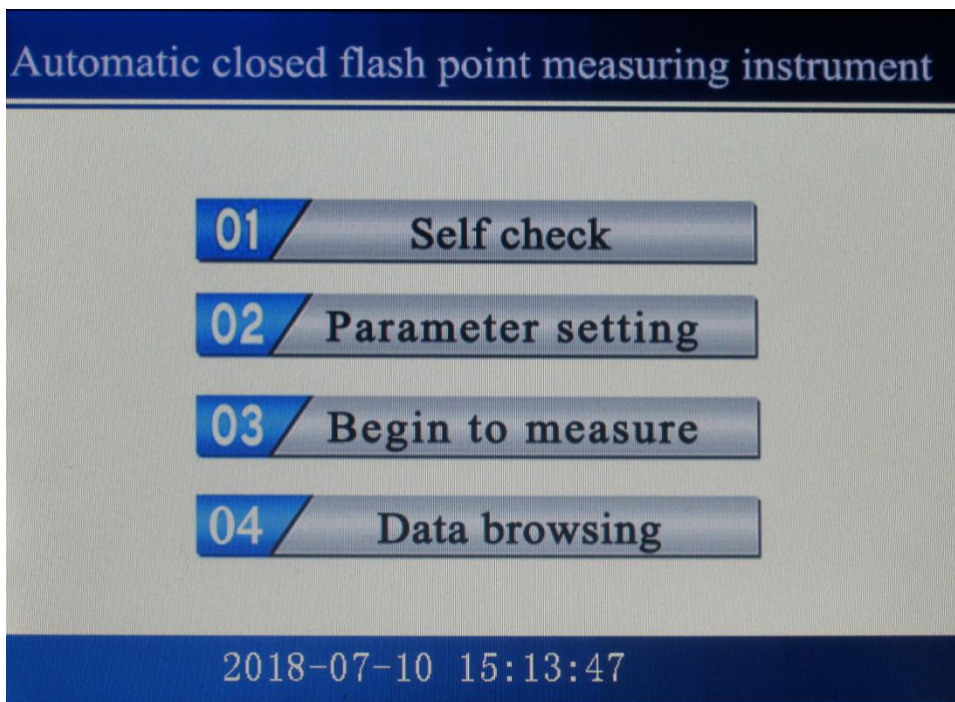 Automatic closed flash point measuring instrument
01 Self check
02 Parameter setting
03 Begin to measure
04 Data browsing
2018-07-10 15:13:47